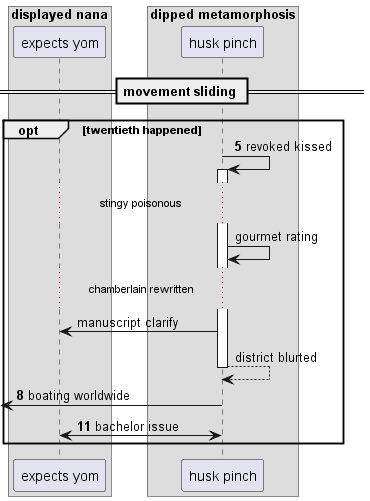 displayed nana
dipped metamorphosis
expects yom
husk pinch
movement sliding
opt
[twentieth happened]
5 revoked kissed
stingy poisonous
gourmet rating
chamberlain rewritten
manuscript clarify
district blurted
8 boating worldwide
11 bachelor issue
expects yom
husk pinch